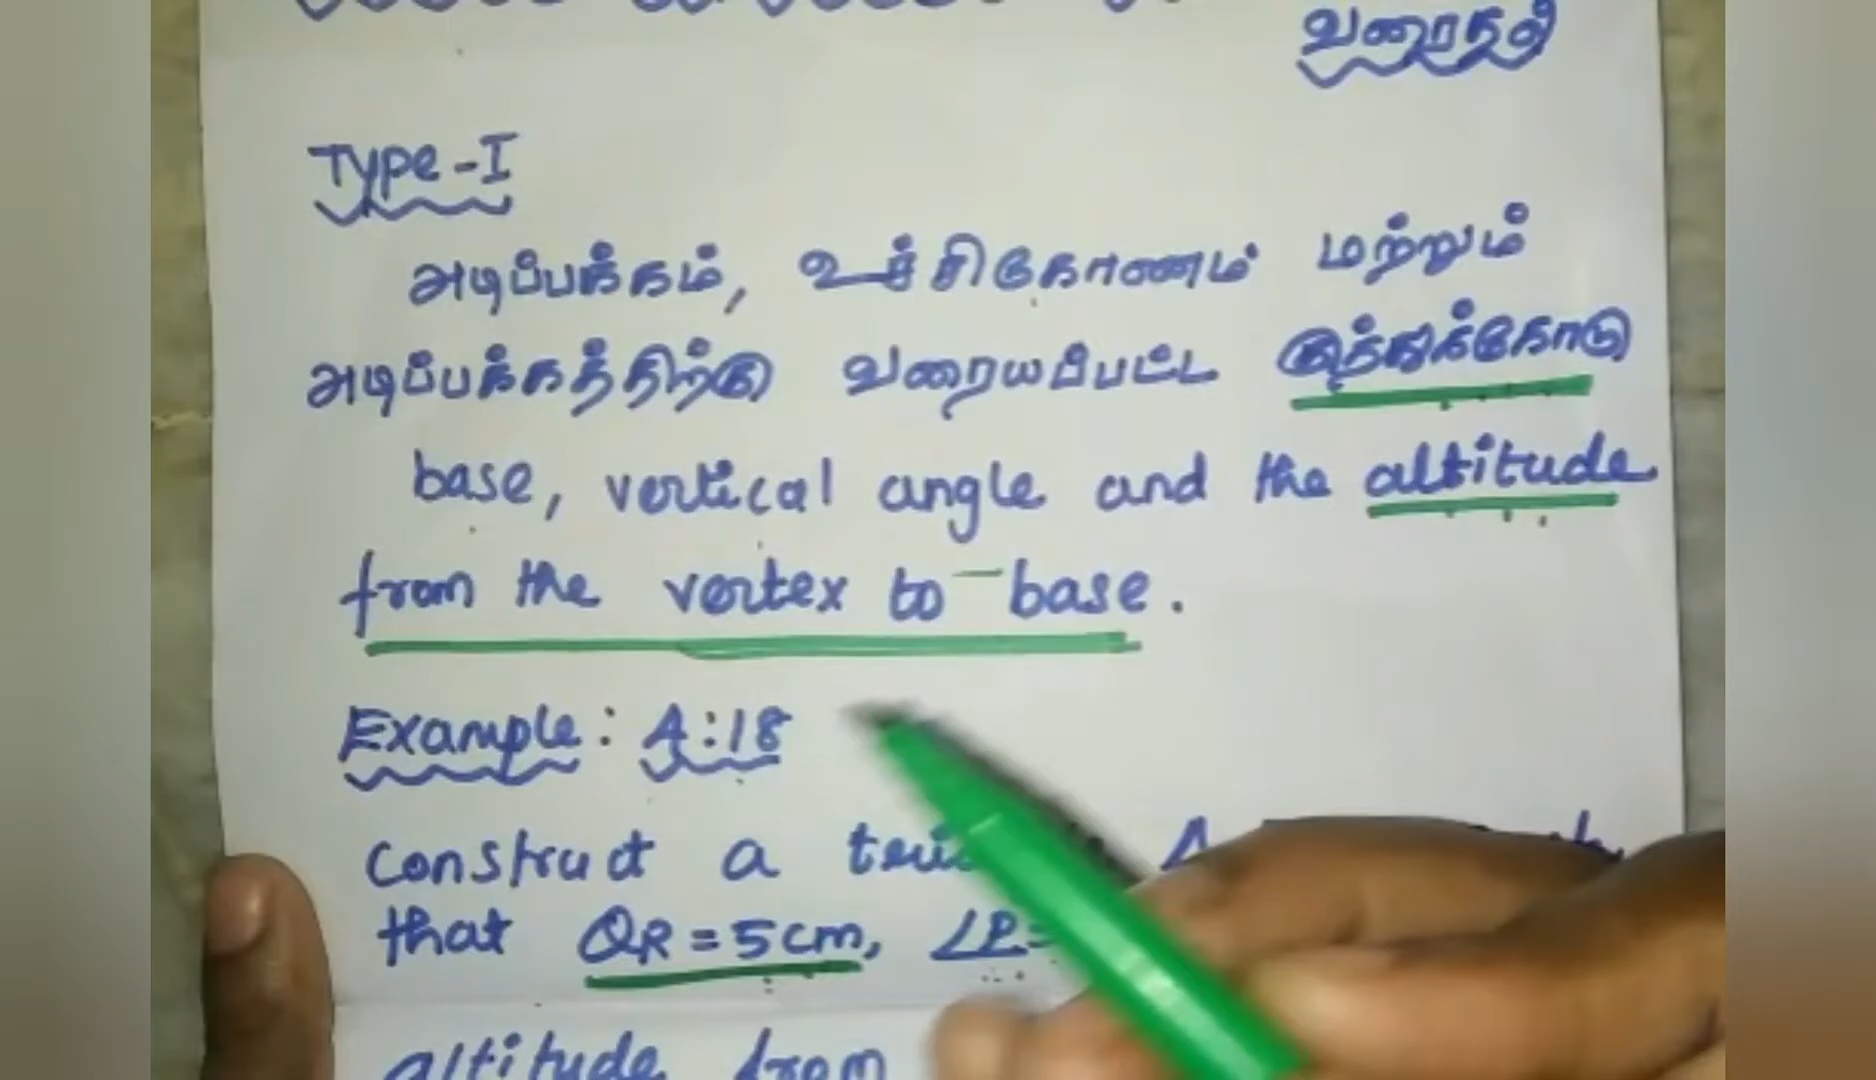 வரைநதி
Type-I
அடிப்பக்கம், உச்சிகோணம் மற்றும்
அடிப்பக்கத்திற்கு வரையப்பட்ட குத்துக்கோடு
base, vertical angle and the altitude
from the vertex to base.
Example: 4:18
construct a
that QR = 5cm, ∠P=
altitude from